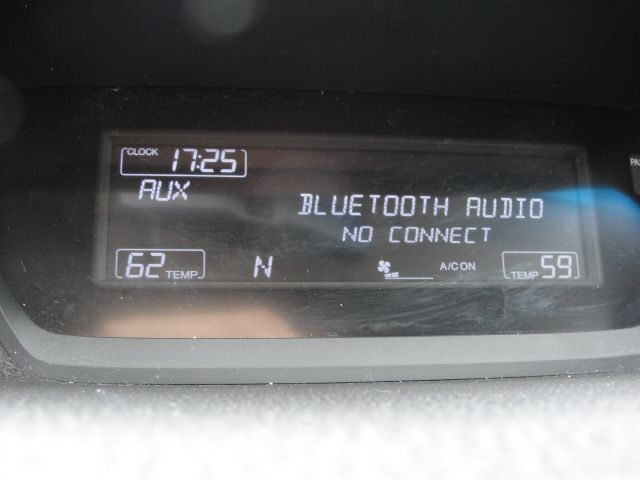 CLOCK 17:25
AUX
BLUETOOTH AUDIO
NO CONNECT
62 TEMP N A/C ON TEMP 59